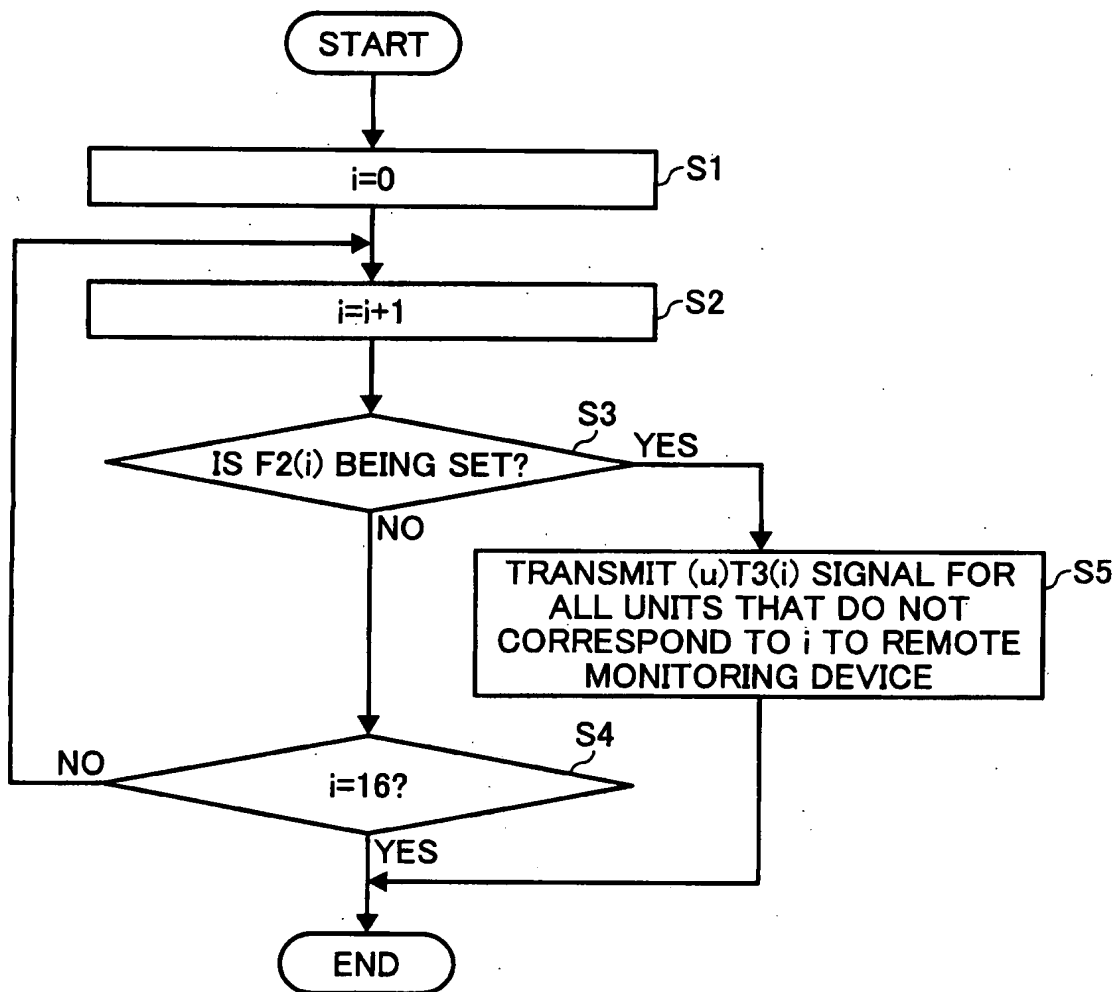 START
i=0
S1
i=i+1
S2
S3
IS F2(i) BEING SET?
YES
NO
TRANSMIT (u)T3(i) SIGNAL FOR
ALL UNITS THAT DO NOT
CORRESPOND TO i TO REMOTE
MONITORING DEVICE
S5
S4
NO
i=16?
YES
END